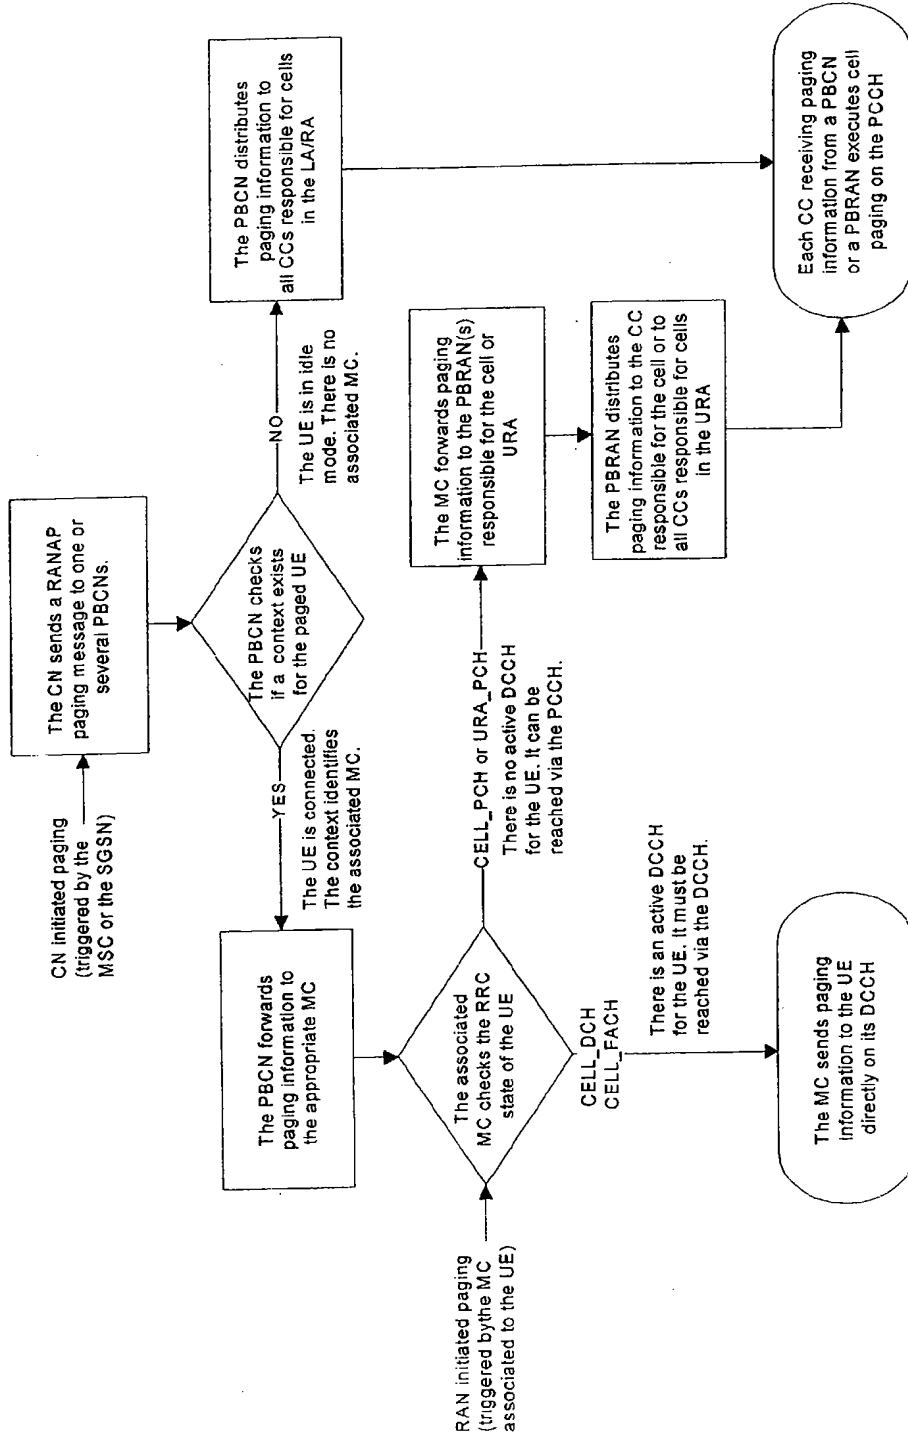 CN initiated paging
(triggered by the
MSC or the SGSN)
The CN sends a RANAP
paging message to one or
several PBCNs.
The PBCN checks
if a context exists
for the paged UE
YES
The UE is connected.
The context identifies
the associated MC.
NO
The UE is in idle
mode. There is no
associated MC.
The PBCN forwards
paging information to
the appropriate MC
The PBCN distributes
paging information to
all CCs responsible for cells
in the LA/RA
RAN initiated paging
(triggered bythe MC
associated to the UE)
The associated
MC checks the RRC
state of the UE
CELL_PCH or URA_PCH
There is no active DCCH
for the UE. It can be
reached via the PCCH.
The MC forwards paging
information to the PBRAN(s)
responsible for the cell or
URA
The PBRAN distributes
paging information to the CC
responsible for the cell or to
all CCs responsible for cells
in the URA
CELL_DCH
CELL_FACH
There is an active DCCH
for the UE. It must be
reached via the DCCH.
The MC sends paging
information to the UE
directly on its DCCH
Each CC receiving paging
information from a PBCN
or a PBRAN executes cell
paging on the PCCH